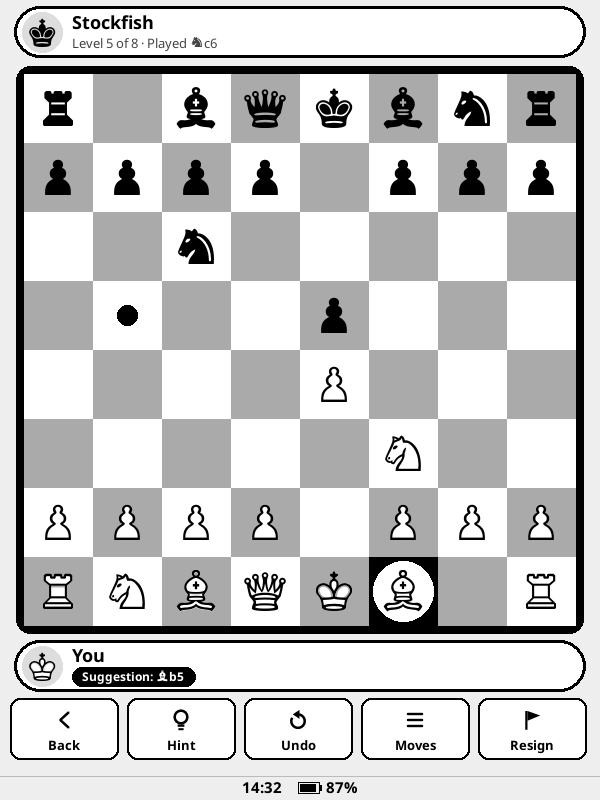 Stockfish
Level 5 of 8 · Played ♞c6
You
Suggestion: ♗b5
Back
Hint
Undo
Moves
Resign
14:32 87%